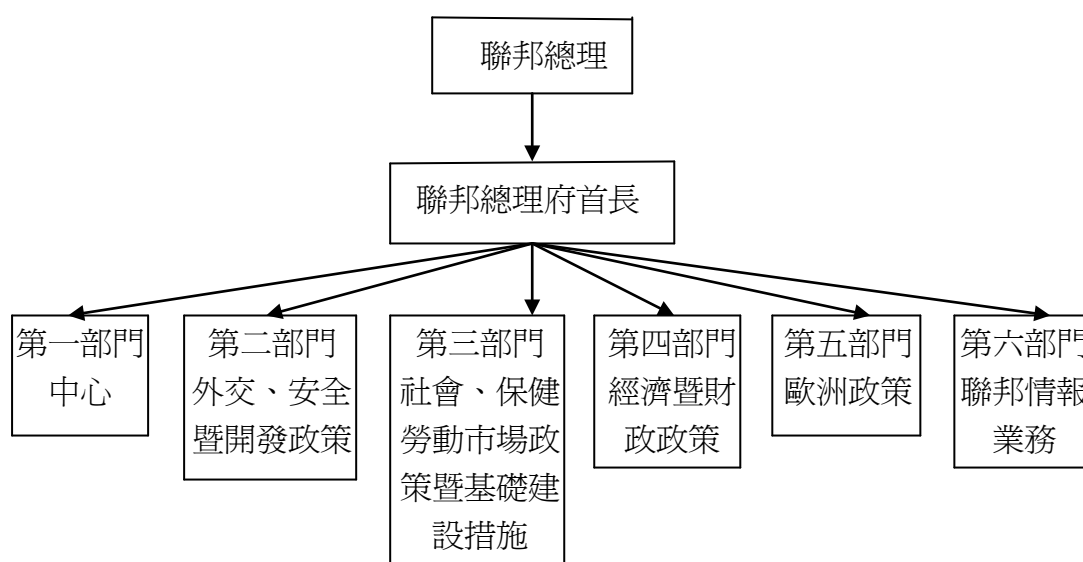 聯邦總理
聯邦總理府首長
第一部門
中心
第二部門
外交、安全
暨開發政策
第三部門
社會、保健
勞動市場政
策暨基礎建
設措施
第四部門
經濟暨財
政政策
第五部門
歐洲政策
第六部門
聯邦情報
業務